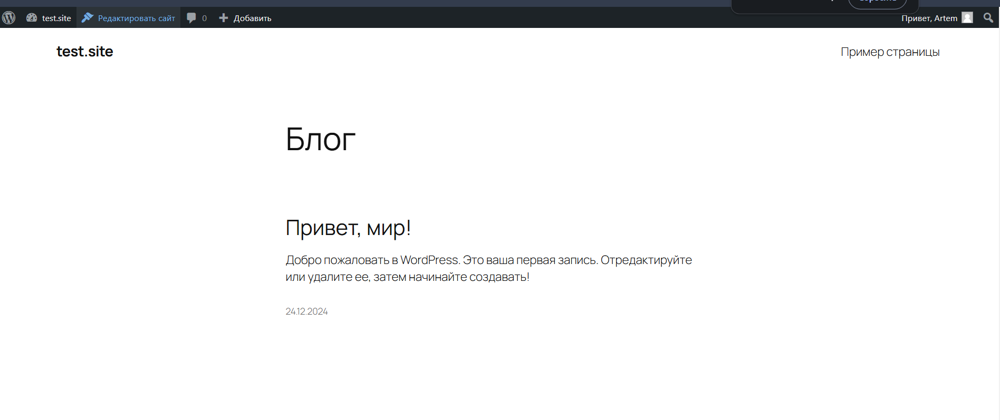 test.site
Редактировать сайт
0
Добавить
Привет, Artem
test.site
Пример страницы
Блог
Привет, мир!
Добро пожаловать в WordPress. Это ваша первая запись. Отредактируйте
или удалите ее, затем начинайте создавать!
24.12.2024